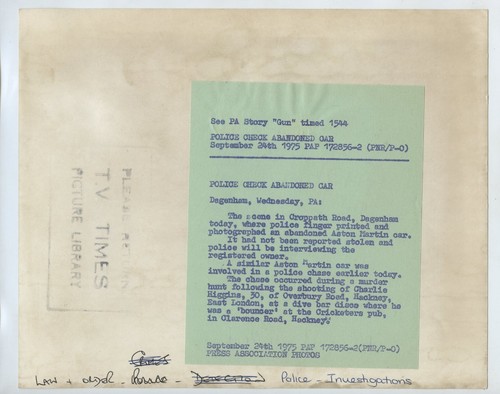 See PA Story "Gun" timed 1544
POLICE CHECK ABANDONED CAR
September 24th 1975 PAP 172856-2 (PNR/P-O)
POLICE CHECK ABANDONED CAR
Dagenham, Wednesday, PA:
The scene in Croppath Road, Dagenham
today, where police finger printed and
photographed an abandoned Aston Martin car.
It had not been reported stolen and
police will be interviewing the
registered owner.
A similar Aston Martin car was
involved in a police chase earlier today.
The chase occurred during a murder
hunt following the shooting of Charlie
Higgins, 30, of Overbury Road, Hackney,
East London, at a dive bar disco where he
was a 'bouncer' at the Cricketers pub,
in Clarence Road, Hackney.
September 24th 1975 PAP 172856-2(PNR/P-O)
PRESS ASSOCIATION PHOTOS
PLEASE RETURN
T.V TIMES
PICTURE LIBRARY
LAW + order - Police - Investigations